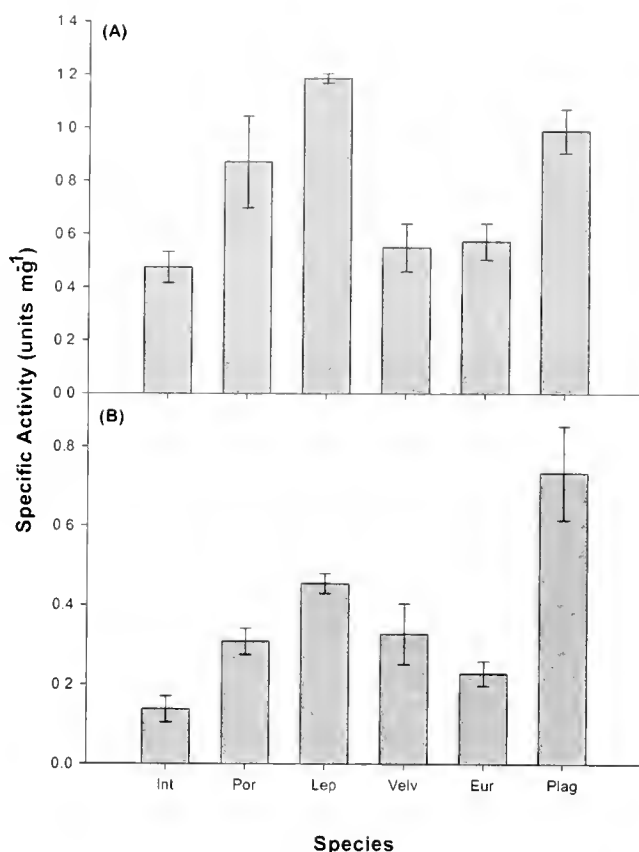 (A)
1.4
1.2
1.0
0 8
0 6
0 4
0 2
0 0
(B)
0.8
0.6
0.4
0 2
0.0
Specific Activity (units mg⁻¹)
Int Por Lep Velv Eur Plag
Species